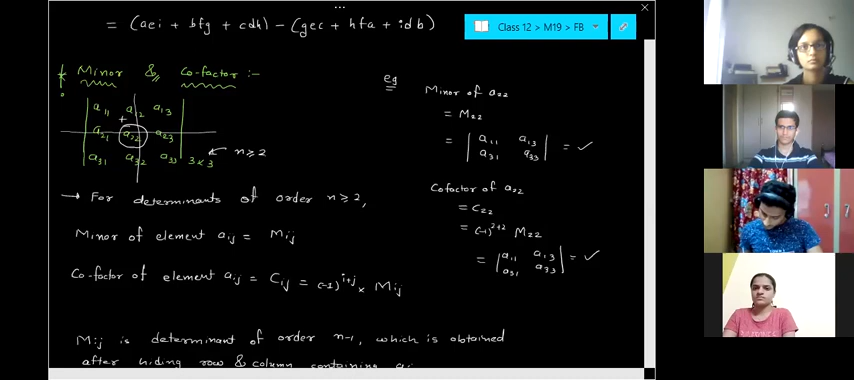 = (aei + bfg + cdh) - (gec + hfa + idb)
Class 12 > M19 > FB
* Minor & Co-factor :-
a11 a12 a13
a21 a22 a23
a31 a32 a33 3×3 n≥2
→ For determinants of order n≥2,
Minor of element aij = Mij
Co-factor of element aij = Cij = (-1)^i+j × Mij
Mij is determinant of order n-1, which is obtained
after hiding row & column containing
eg
Minor of a22
= M22
= | a11 a13 | = ✓
| a31 a33 |
Cofactor of a22
= C22
= (-1)^2+2 M22
= | a11 a13 | = ✓
| a31 a33 |